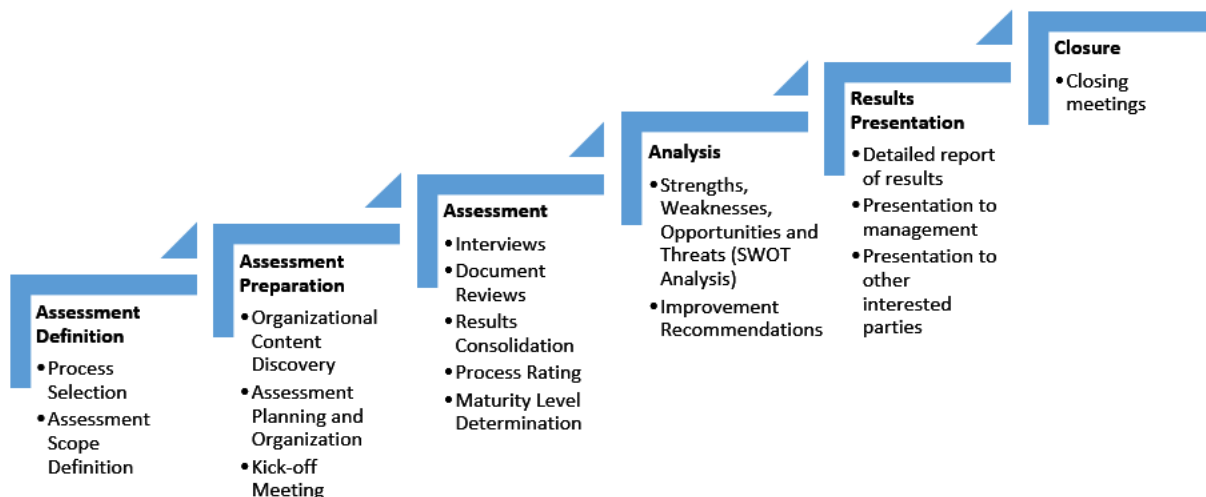 Assessment
Definition
•Process
Selection
•Assessment
Scope
Definition
Assessment
Preparation
•Organizational
Content
Discovery
•Assessment
Planning and
Organization
•Kick-off
Meeting
Assessment
•Interviews
•Document
Reviews
•Results
Consolidation
•Process Rating
•Maturity Level
Determination
Analysis
•Strengths,
Weaknesses,
Opportunities and
Threats (SWOT
Analysis)
•Improvement
Recommendations
Results
Presentation
•Detailed report
of results
•Presentation to
management
•Presentation to
other
interested
parties
Closure
•Closing
meetings